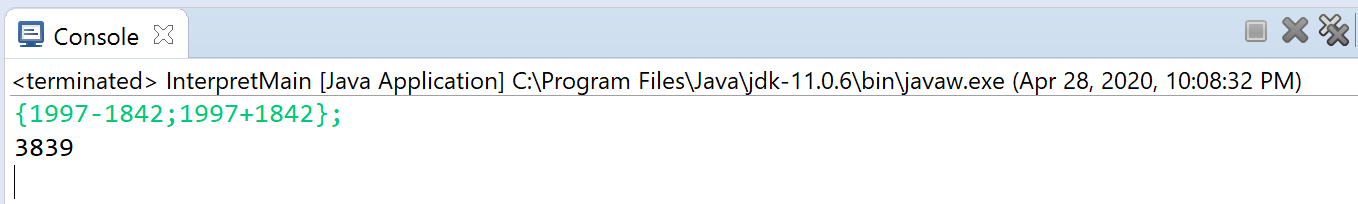 Console
<terminated> InterpretMain [Java Application] C:\Program Files\Java\jdk-11.0.6\bin\javaw.exe (Apr 28, 2020, 10:08:32 PM)
{1997-1842;1997+1842};
3839